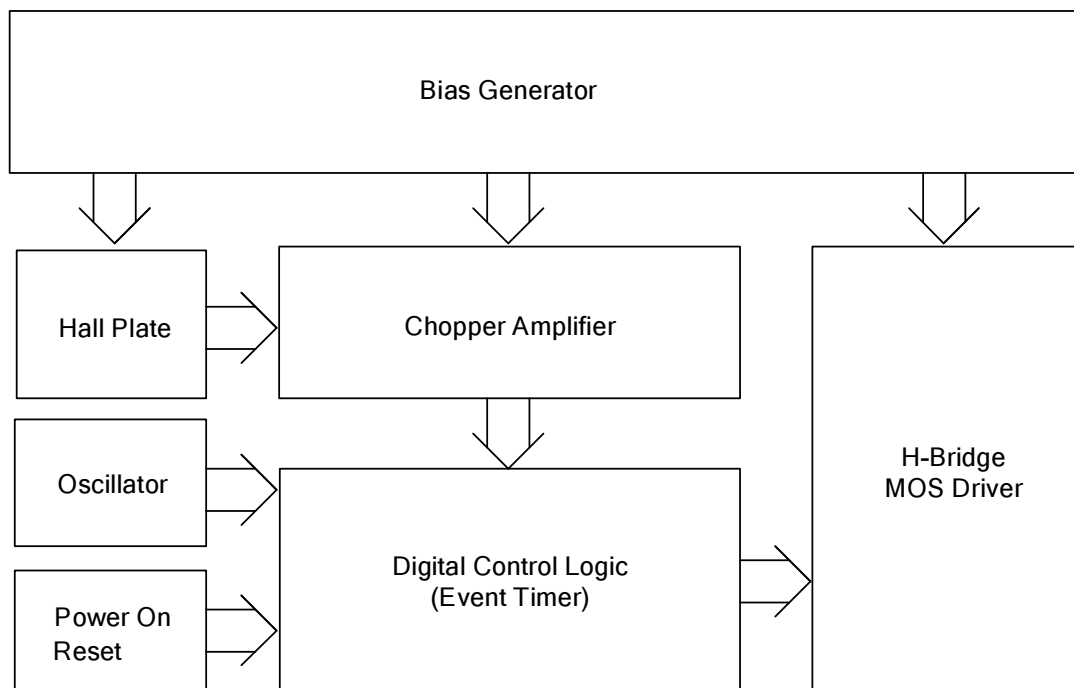 Bias Generator
Hall Plate
Chopper Amplifier
Oscillator
H-Bridge
MOS Driver
Digital Control Logic
(Event Timer)
Power On
Reset